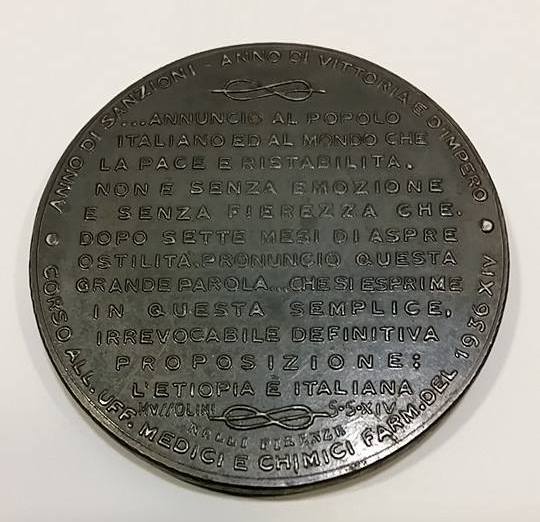 ANNO DI SANZIONI - ANNO DI VITTORIA E D'IMPERO
...ANNUNCIO AL POPOLO
ITALIANO ED AL MONDO CHE
LA PACE E RISTABILITA.
NON E SENZA EMOZIONE
E SENZA FIEREZZA CHE.
DOPO SETTE MESI DI ASPRE
OSTILITÀ. PRONUNCIO QUESTA
GRANDE PAROLA...CHE SI ESPRIME
IN QUESTA SEMPLICE,
IRREVOCABILE DEFINITIVA
PROPOSIZIONE:
L'ETIOPIA È ITALIANA
MUSSOLINI 5-5-XIV
NELLI FIRENZE
CORSO ALL. UFF. MEDICI E CHIMICI FARM. DEL 1936 XIV